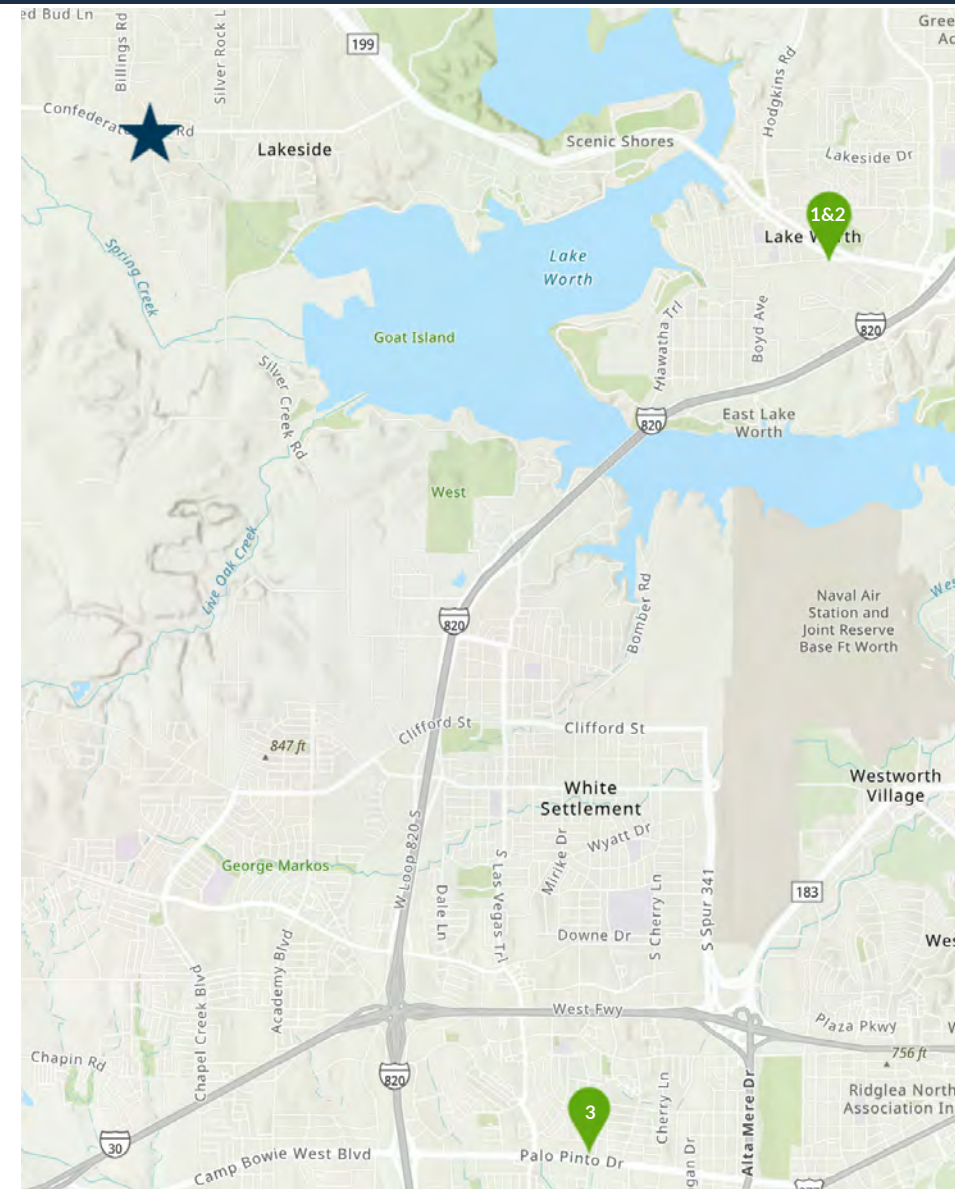 ed Bud Ln
Billings Rd
Silver Rock L
199
Gree
Ac
Hodgkins Rd
Confederat
Rd
Lakeside
Scenic Shores
Lakeside Dr
1&2
Lake W
th
Spring Creek
Lake
Worth
Goat Island
Hiawatha Trl
Boyd Ave
820
Silver Creek Rd
820
East Lake
Worth
West
Live Oak Creek
Bomber Rd
Naval Air
Station and
Joint Reserve
Base Ft Worth
Wes
820
Clifford St
Clifford St
847 ft
White
Settlement
Westworth
Village
Wyatt Dr
Mirike Dr
George Markos
W Loop 820 S
S Las Vegas Trl
Dale Ln
S Cherry Ln
S Spur 341
183
Downe Dr
Wes
Academy Blvd
Chapel Creek Blvd
West Fwy
Plaza Pkwy
W
Chapin Rd
756 ft
820
Cherry Ln
Alta Mere Dr
Ridglea North
Association In
3
30
Camp Bowie West Blvd
Palo Pinto Dr
gan Dr